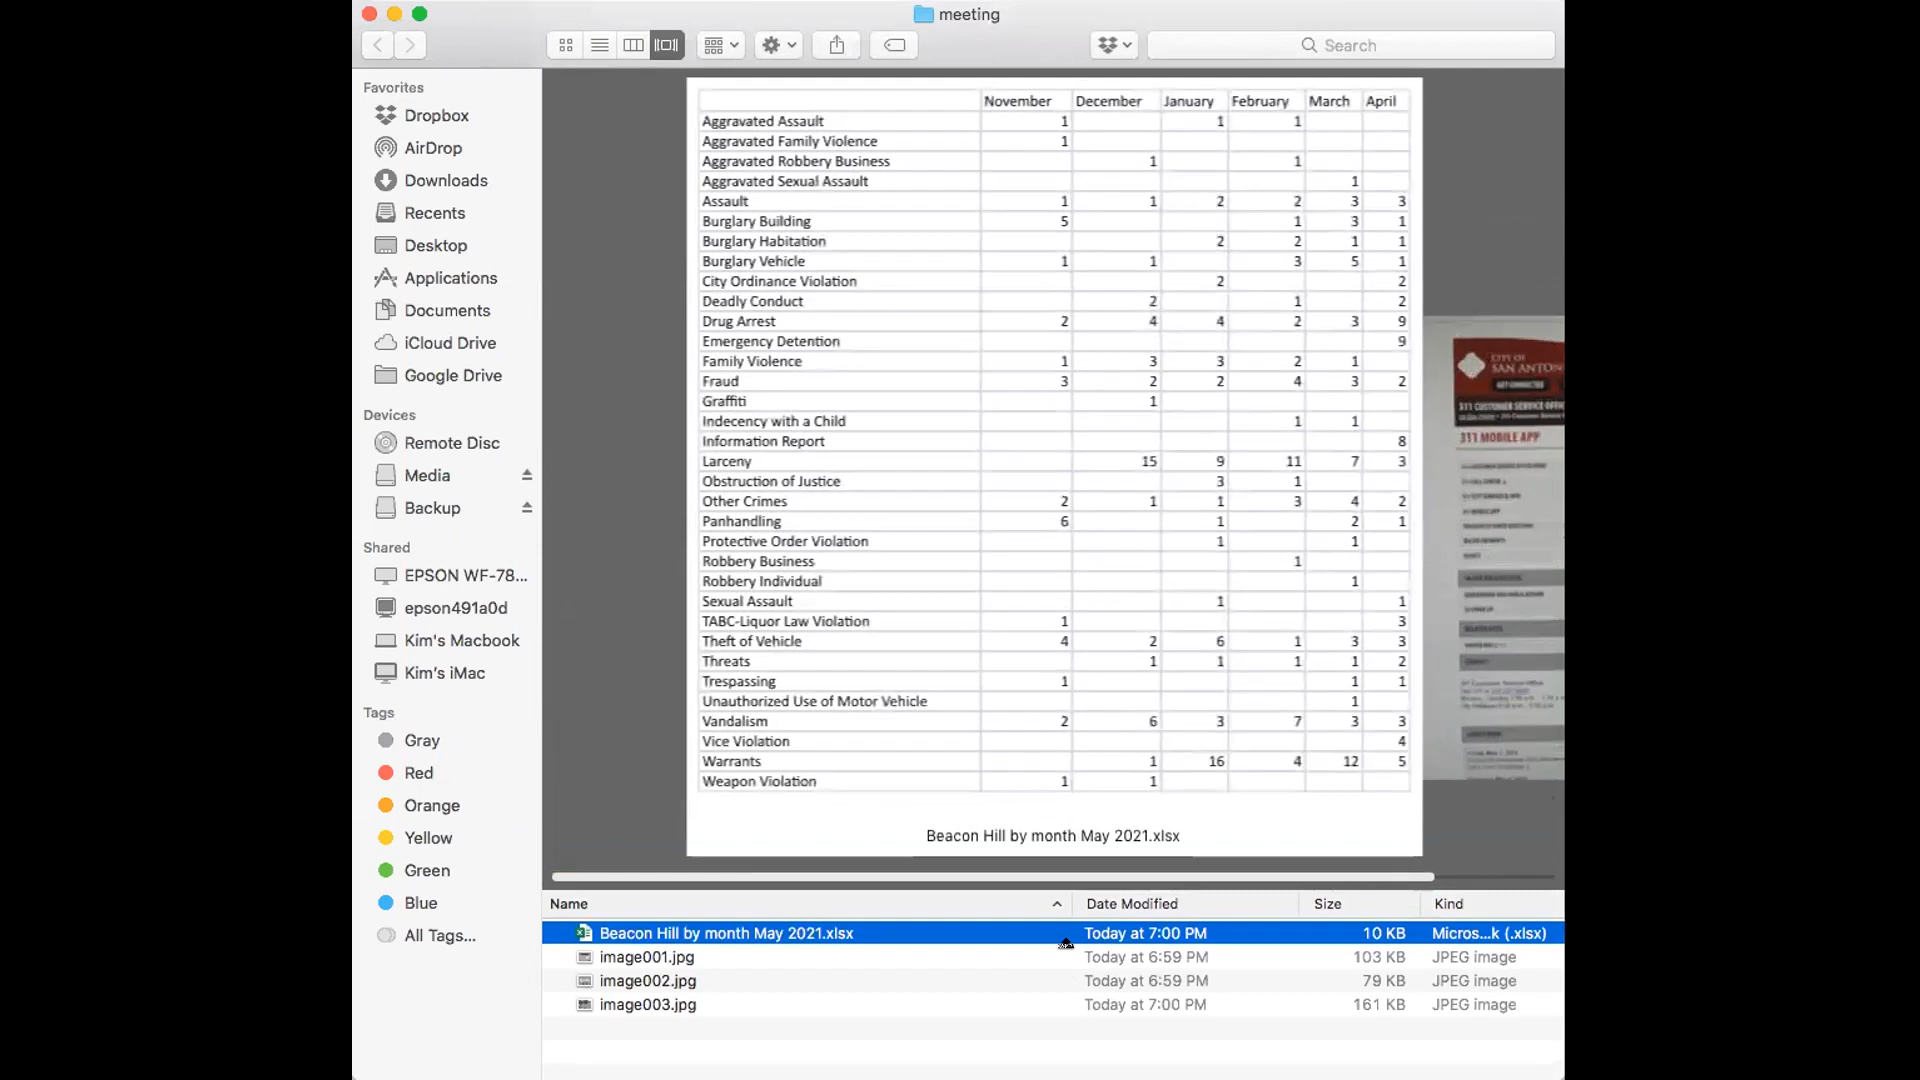 meeting
Search
Favorites
Dropbox
AirDrop
Downloads
Recents
Desktop
Applications
Documents
iCloud Drive
Google Drive
Devices
Remote Disc
Media
Backup
Shared
EPSON WF-78...
epson491a0d
Kim's Macbook
Kim's iMac
Tags
Gray
Red
Orange
Yellow
Green
Blue
All Tags...
November December January February March April
Aggravated Assault 1 1 1
Aggravated Family Violence 1
Aggravated Robbery Business 1 1
Aggravated Sexual Assault 1
Assault 1 1 2 2 3 3
Burglary Building 5 1 3 1
Burglary Habitation 2 2 1 1
Burglary Vehicle 1 1 3 5 1
City Ordinance Violation 2 2
Deadly Conduct 2 1 2
Drug Arrest 2 4 4 2 3 9
Emergency Detention 9
Family Violence 1 3 3 2 1
Fraud 3 2 2 4 3 2
Graffiti 1
Indecency with a Child 1 1
Information Report 8
Larceny 15 9 11 7 3
Obstruction of Justice 3 1
Other Crimes 2 1 1 3 4 2
Panhandling 6 1 2 1
Protective Order Violation 1 1
Robbery Business 1
Robbery Individual 1
Sexual Assault 1 1
TABC-Liquor Law Violation 1 3
Theft of Vehicle 4 2 6 1 3 3
Threats 1 1 1 1 2
Trespassing 1 1 1
Unauthorized Use of Motor Vehicle 1
Vandalism 2 6 3 7 3 3
Vice Violation 4
Warrants 1 16 4 12 5
Weapon Violation 1 1
Beacon Hill by month May 2021.xlsx
CITY OF
SAN ANTON
311 CUSTOMER SERVICE OFFI
311 MOBILE APP
Name Date Modified Size Kind
Beacon Hill by month May 2021.xlsx Today at 7:00 PM 10 KB Micros...k (.xlsx)
image001.jpg Today at 6:59 PM 103 KB JPEG image
image002.jpg Today at 6:59 PM 79 KB JPEG image
image003.jpg Today at 7:00 PM 161 KB JPEG image